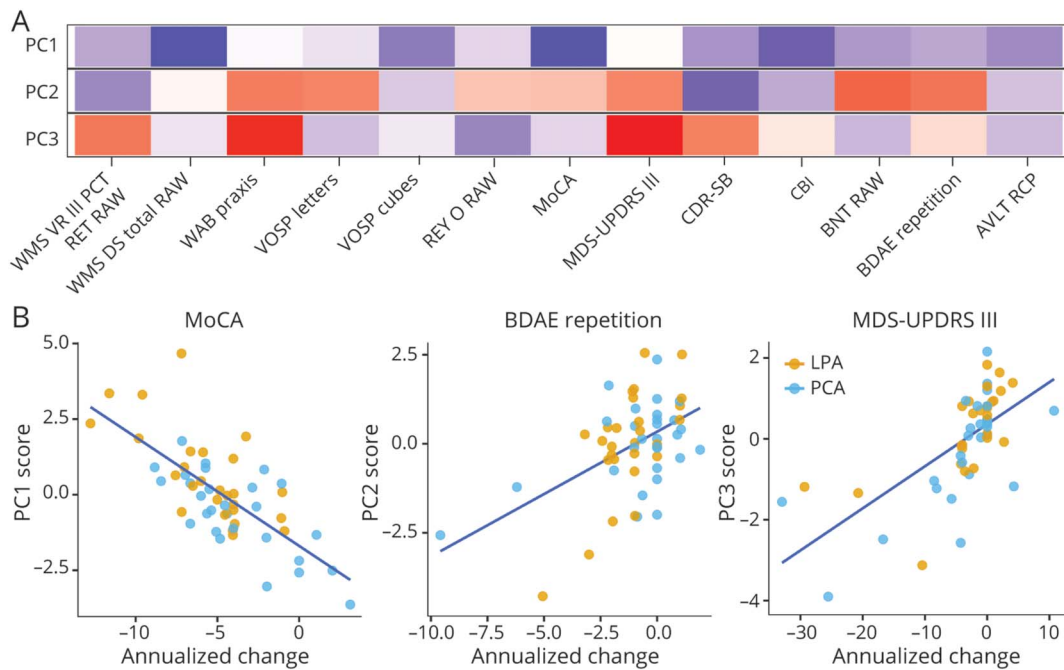 A
PC1
PC2
PC3
WMS VR III PCT
RET RAW
WMS DS total RAW
WAB praxis
VOSP letters
VOSP cubes
REY O RAW
MoCA
MDS-UPDRS III
CDR-SB
CBI
BNT RAW
BDAE repetition
AVLT RCP
B
MoCA
PC1 score
5.0
2.5
0.0
−2.5
−10
−5
0
Annualized change
BDAE repetition
PC2 score
2.5
0.0
−2.5
−10.0
−7.5
−5.0
−2.5
0.0
Annualized change
MDS-UPDRS III
LPA
PCA
PC3 score
2
0
−2
−4
−30
−20
−10
0
10
Annualized change